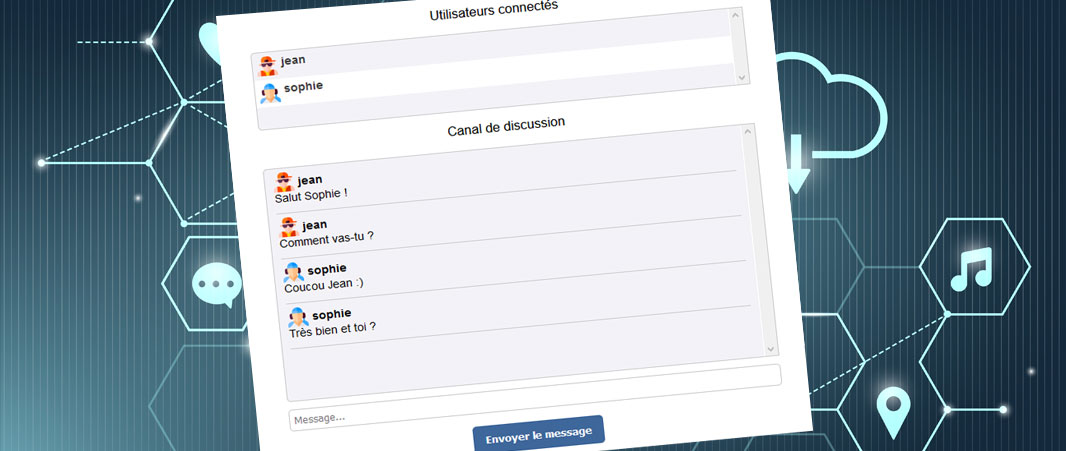 Utilisateurs connectés
jean
sophie
Canal de discussion
jean
Salut Sophie !
jean
Comment vas-tu ?
sophie
Coucou Jean :)
sophie
Très bien et toi ?
Message...
Envoyer le message